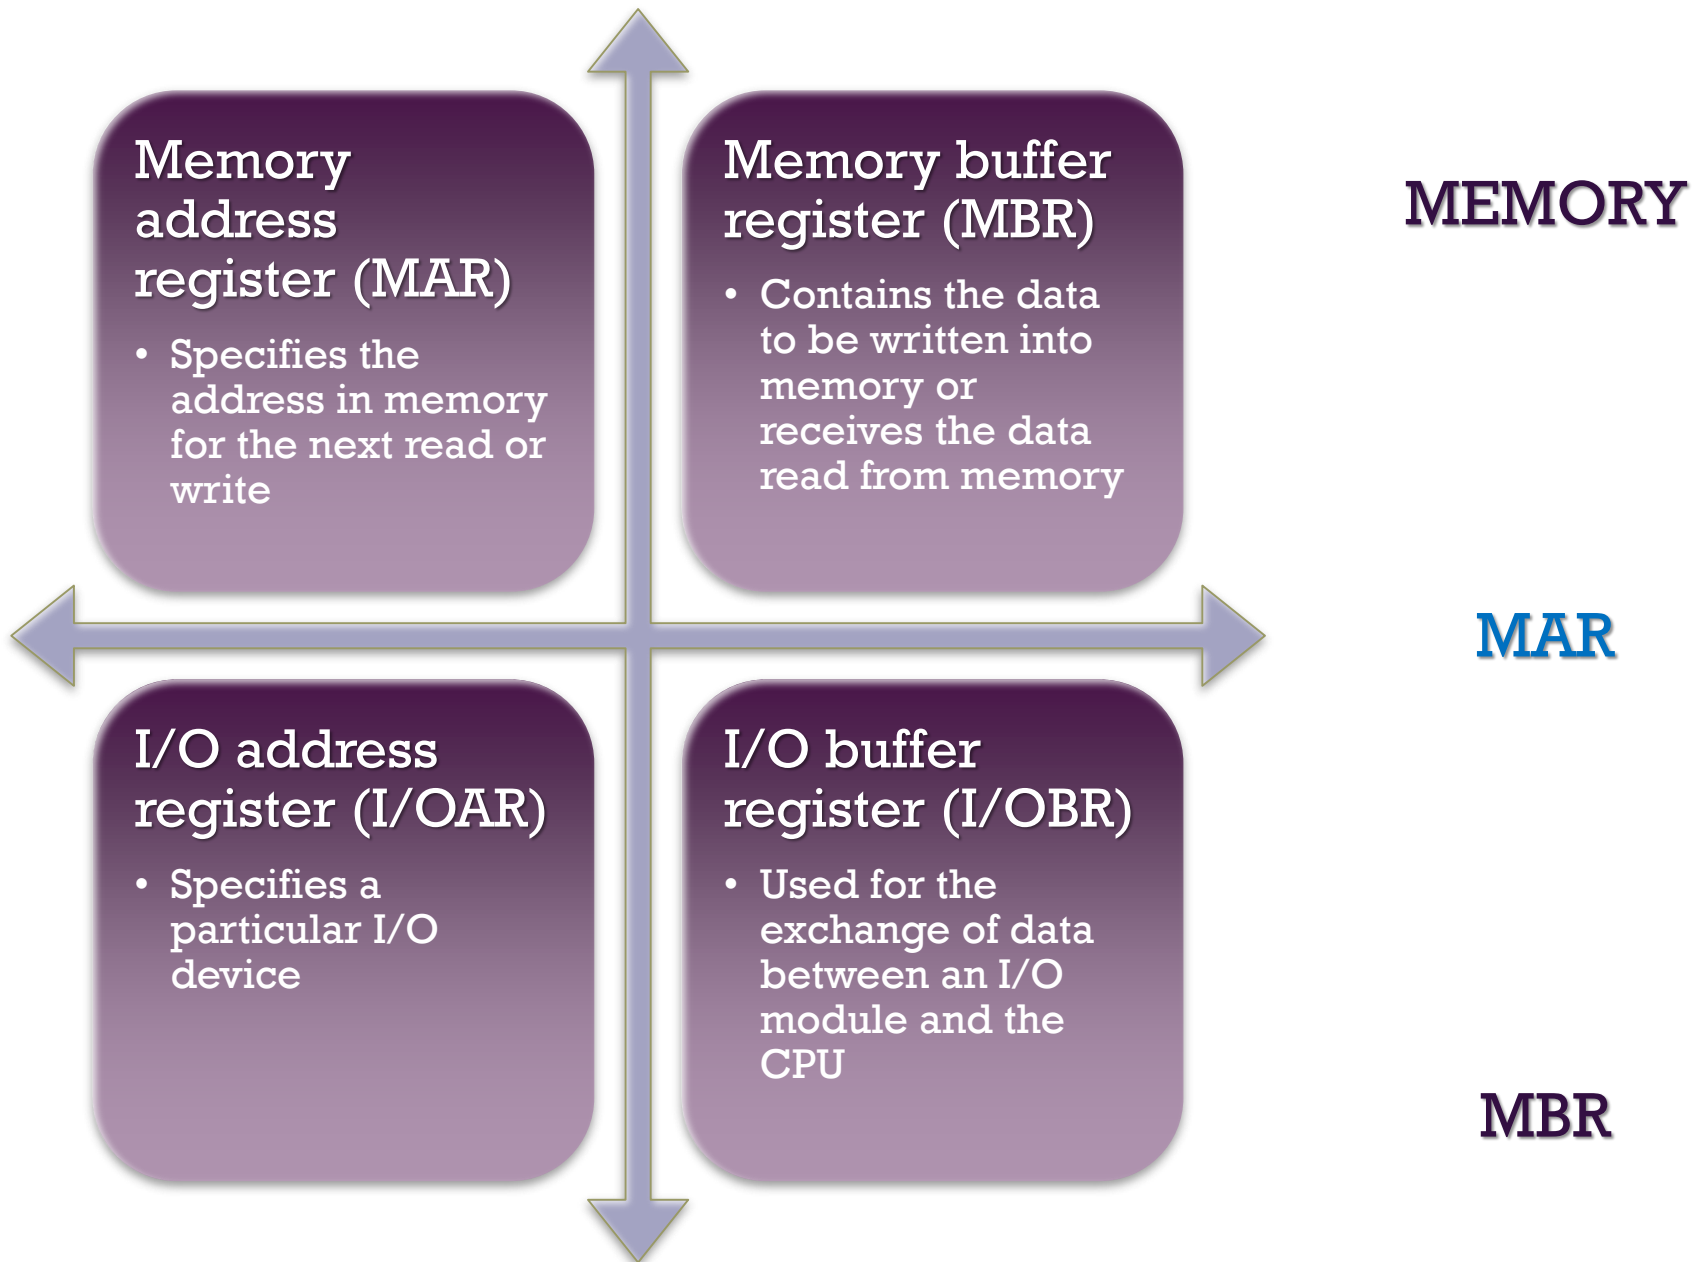 Memory
address
register (MAR)
• Specifies the
address in memory
for the next read or
write
Memory buffer
register (MBR)
• Contains the data
to be written into
memory or
receives the data
read from memory
I/O address
register (I/OAR)
• Specifies a
particular I/O
device
I/O buffer
register (I/OBR)
• Used for the
exchange of data
between an I/O
module and the
CPU
MEMORY
MAR
MBR